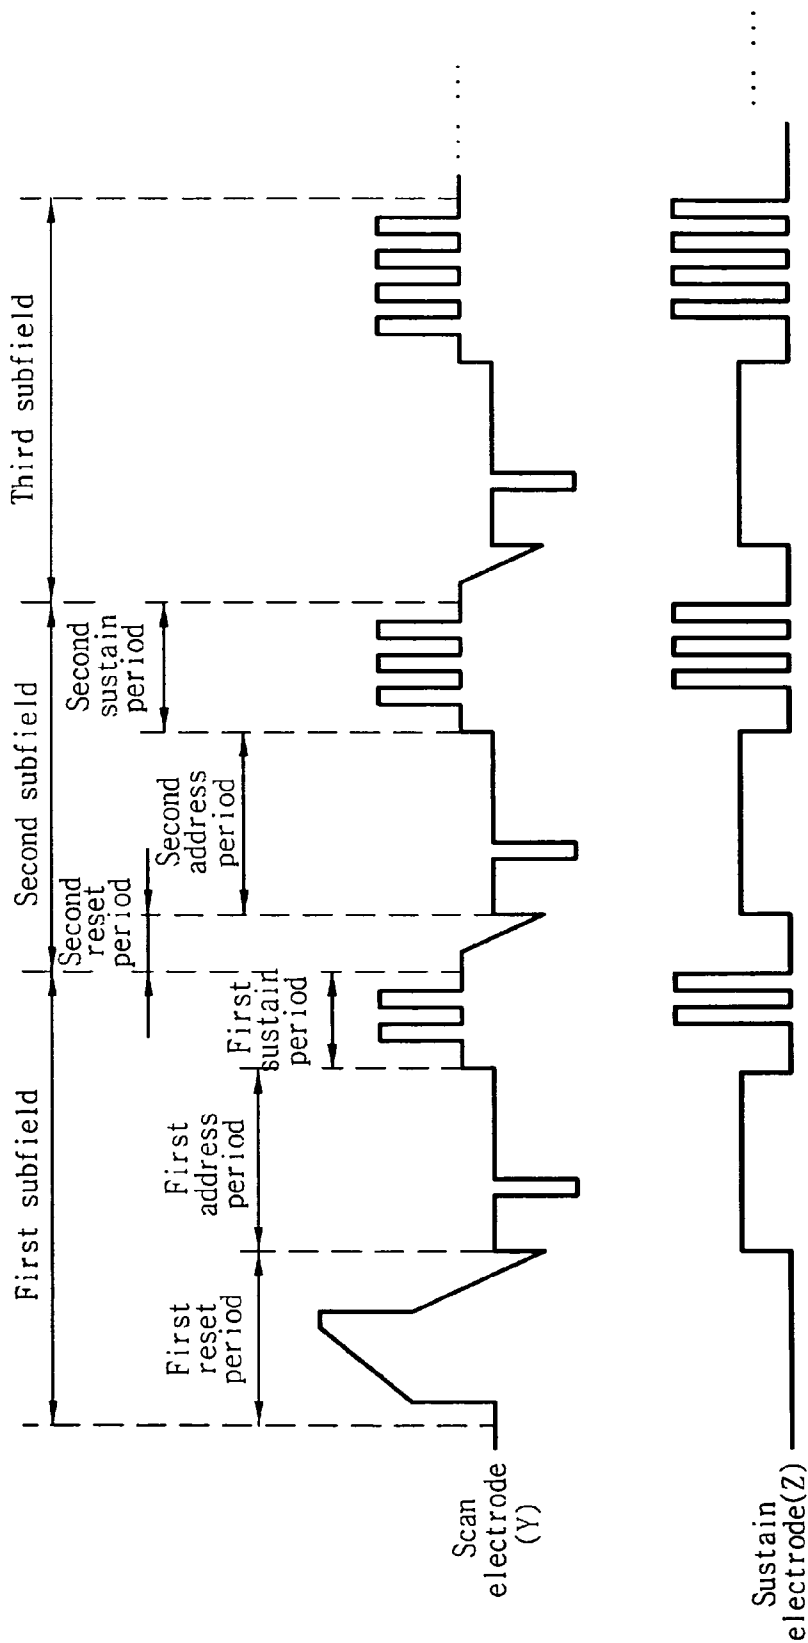 First subfield
Second subfield
Third subfield
First
reset
period
First
address
period
First
sustain
period
Second
reset
period
Second
address
period
Second
sustain
period
Scan
electrode
(Y)
Sustain
electrode(Z)